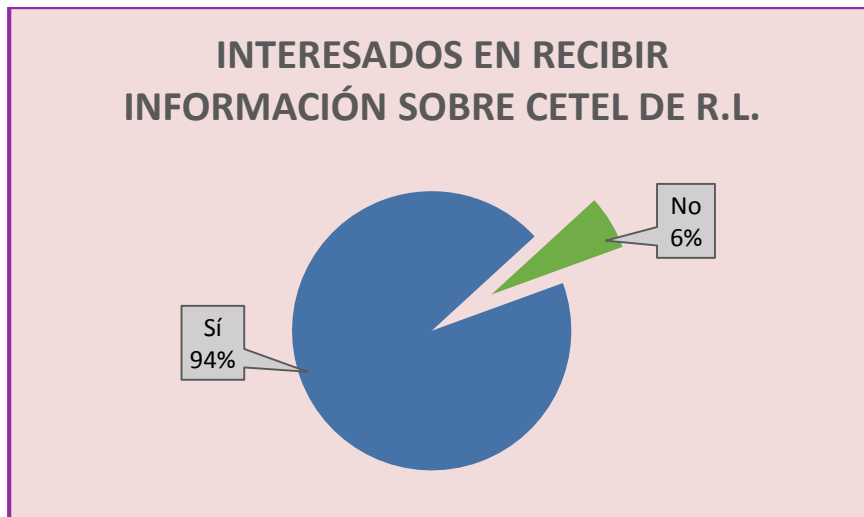 INTERESADOS EN RECIBIR
INFORMACIÓN SOBRE CETEL DE R.L.
No
6%
Sí
94%